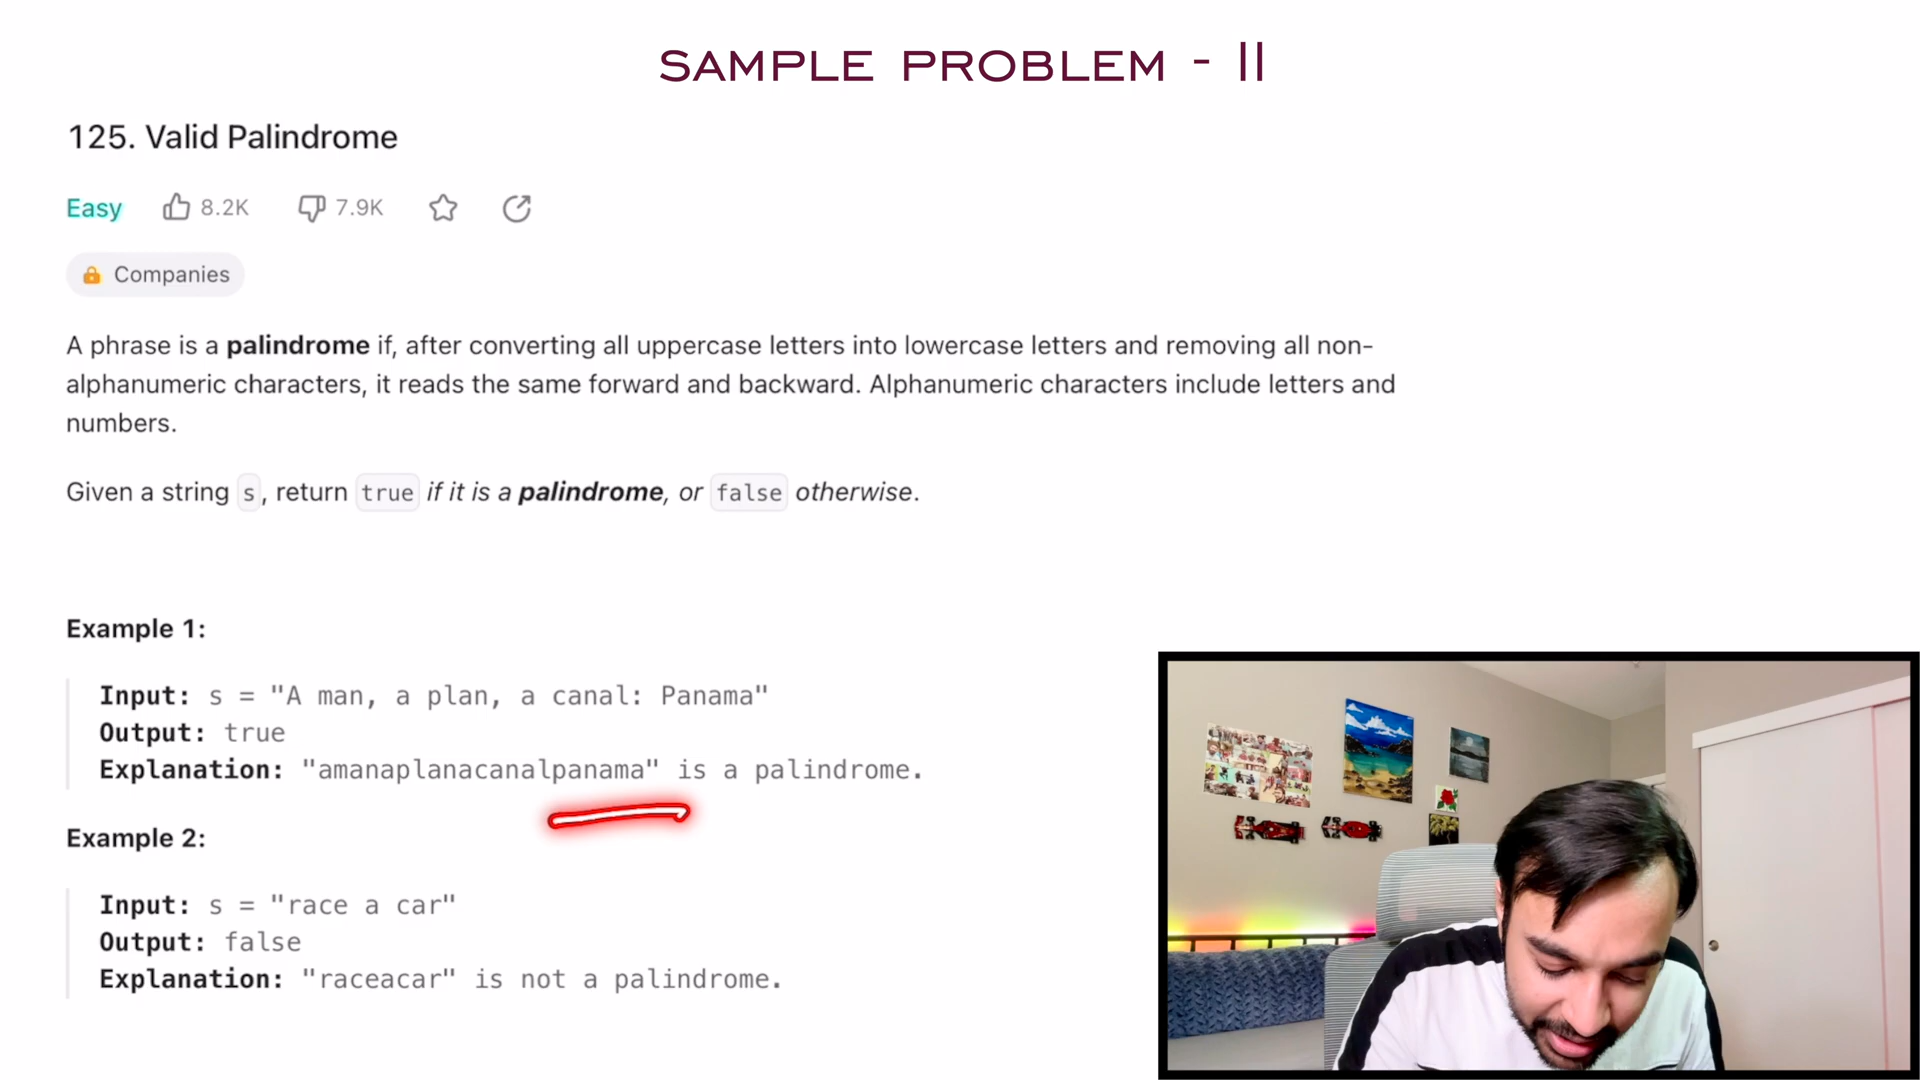 SAMPLE PROBLEM - II
125. Valid Palindrome
Easy 8.2K 7.9K
Companies
A phrase is a palindrome if, after converting all uppercase letters into lowercase letters and removing all non-
alphanumeric characters, it reads the same forward and backward. Alphanumeric characters include letters and
numbers.
Given a string s, return true if it is a palindrome, or false otherwise.
Example 1:
Input: s = "A man, a plan, a canal: Panama"
Output: true
Explanation: "amanaplanacanalpanama" is a palindrome.
Example 2:
Input: s = "race a car"
Output: false
Explanation: "raceacar" is not a palindrome.